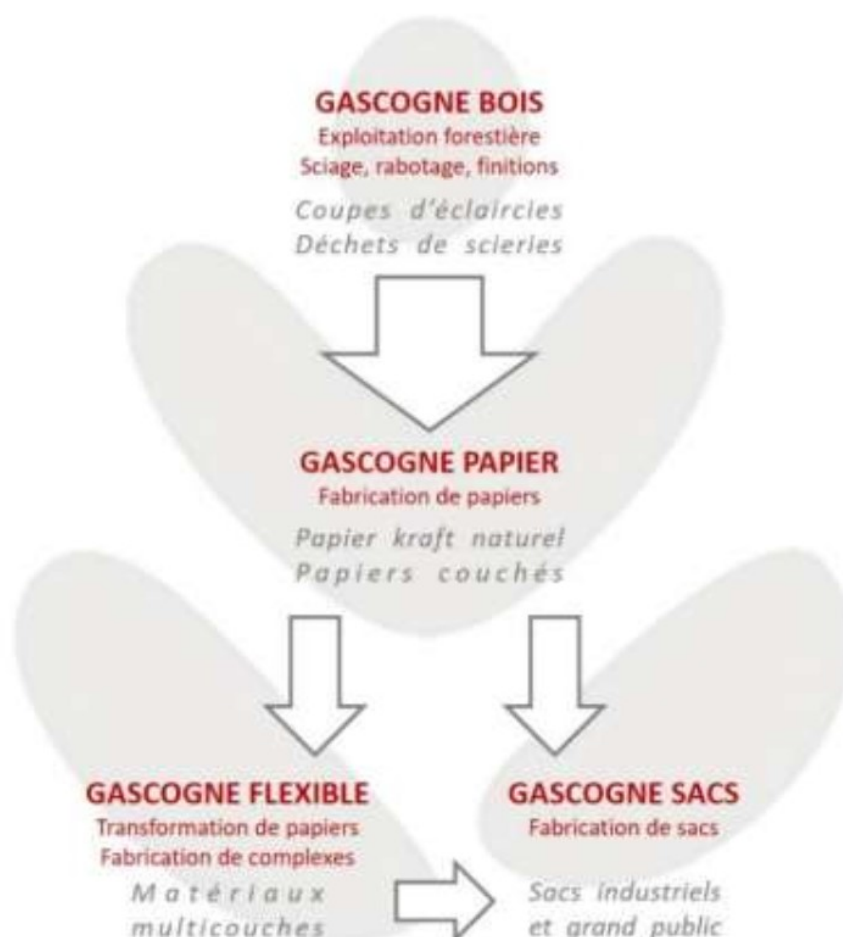 GASCOGNE BOIS
Exploitation forestière
Sciage, rabotage, finitions
Coupes d'éclaircies
Déchets de scieries
GASCOGNE PAPIER
Fabrication de papiers
Papier kraft naturel
Papiers couchés
GASCOGNE FLEXIBLE
Transformation de papiers
Fabrication de complexes
Matériaux
multicouches
GASCOGNE SACS
Fabrication de sacs
Sacs industriels
et grand public